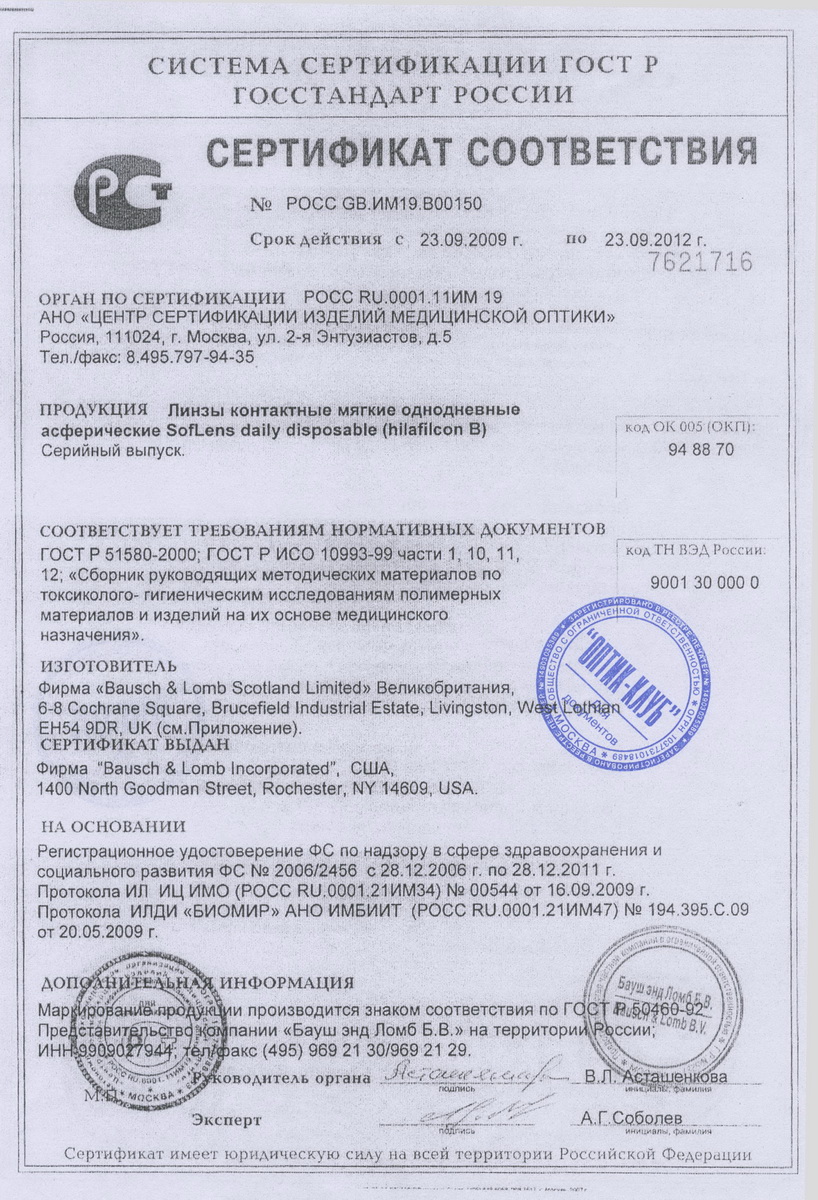 СИСТЕМА СЕРТИФИКАЦИИ ГОСТ Р
ГОССТАНДАРТ РОССИИ
СЕРТИФИКАТ СООТВЕТСТВИЯ
№ РОСС GB.ИМ19.В00150
Срок действия с 23.09.2009 г. по 23.09.2012 г.
7621716
ОРГАН ПО СЕРТИФИКАЦИИ РОСС RU.0001.11ИМ 19
АНО «ЦЕНТР СЕРТИФИКАЦИИ ИЗДЕЛИЙ МЕДИЦИНСКОЙ ОПТИКИ»
Россия, 111024, г. Москва, ул. 2-я Энтузиастов, д.5
Тел./факс: 8.495.797-94-35
ПРОДУКЦИЯ Линзы контактные мягкие однодневные
асферические SofLens daily disposable (hilafilcon B)
Серийный выпуск.
код ОК 005 (ОКП):
94 88 70
СООТВЕТСТВУЕТ ТРЕБОВАНИЯМ НОРМАТИВНЫХ ДОКУМЕНТОВ
ГОСТ Р 51580-2000; ГОСТ Р ИСО 10993-99 части 1, 10, 11,
12; «Сборник руководящих методических материалов по
токсиколого- гигиеническим исследованиям полимерных
материалов и изделий на их основе медицинского
назначения».
код ТН ВЭД России:
9001 30 000 0
ИЗГОТОВИТЕЛЬ
Фирма «Bausch & Lomb Scotland Limited» Великобритания,
6-8 Cochrane Square, Brucefield Industrial Estate, Livingston, West Lothian
EH54 9DR, UK (см.Приложение).
"ОПТИК-КЛУБ"
Для
документов
МОСКВА
СЕРТИФИКАТ ВЫДАН
Фирма "Bausch & Lomb Incorporated", США,
1400 North Goodman Street, Rochester, NY 14609, USA.
НА ОСНОВАНИИ
Регистрационное удостоверение ФС по надзору в сфере здравоохранения и
социального развития ФС № 2006/2456 с 28.12.2006 г. по 28.12.2011 г.
Протокола ИЛ ИЦ ИМО (РОСС RU.0001.21ИМ34) № 00544 от 16.09.2009 г.
Протокола ИЛДИ «БИОМИР» АНО ИМБИИТ (РОСС RU.0001.21ИМ47) № 194.395.С.09
от 20.05.2009 г.
ДОПОЛНИТЕЛЬНАЯ ИНФОРМАЦИЯ
Маркирование продукции производится знаком соответствия по ГОСТ Р 50460-92.
Представительство компании «Бауш энд Ломб Б.В.» на территории России;
ИНН 9909027944; тел/факс (495) 969 21 30/969 21 29.
Бауш энд Ломб Б.В.
Bausch & Lomb B.V.
МОСКВА
Руководитель органа
подпись
В.Л. Асташенкова
инициалы, фамилия
М.П.
Эксперт
подпись
А.Г.Соболев
инициалы, фамилия
Сертификат имеет юридическую силу на всей территории Российской Федерации